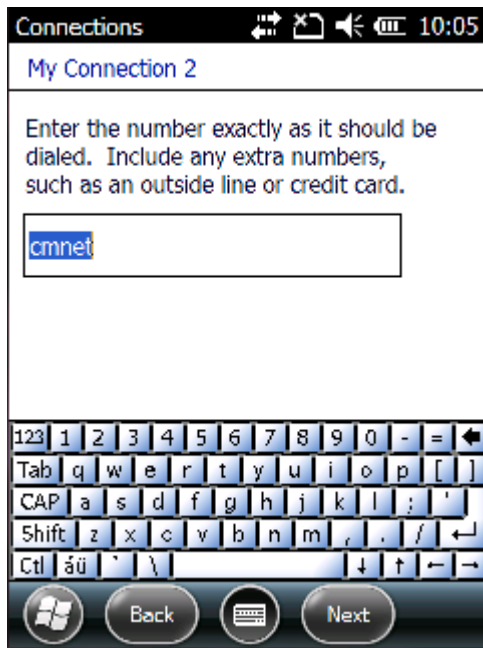 Connections 10:05
My Connection 2
Enter the number exactly as it should be
dialed. Include any extra numbers,
such as an outside line or credit card.
cmnet
123 1 2 3 4 5 6 7 8 9 0 - =
Tab q w e r t y u i o p [ ]
CAP a s d f g h j k l ; '
Shift z x c v b n m , . /
Ctl áü ` \
Back Next